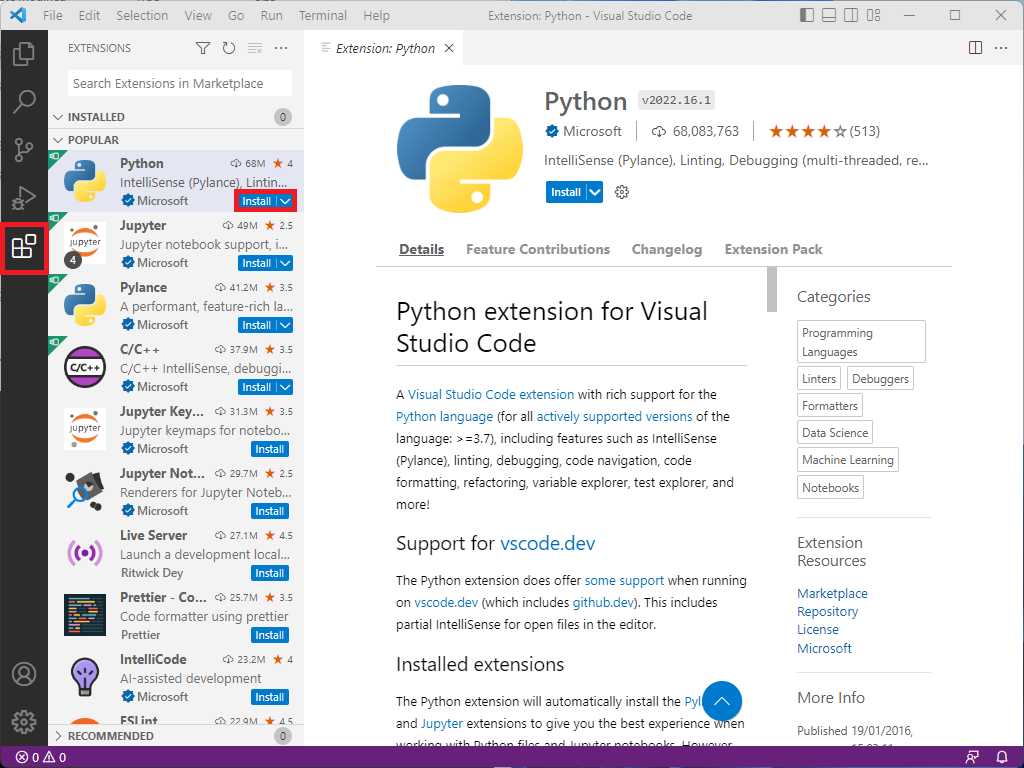 File Edit Selection View Go Run Terminal Help Extension: Python - Visual Studio Code
EXTENSIONS
Search Extensions in Marketplace
INSTALLED 0
POPULAR
Python 68M 4
IntelliSense (Pylance), Lintin...
Microsoft Install
Jupyter 49M 2.5
Jupyter notebook support, i...
Microsoft Install
jupyter
4
Pylance 41.2M 3.5
A performant, feature-rich la...
Microsoft Install
C/C++ 37.9M 3.5
C/C++ IntelliSense, debuggi...
Microsoft Install
C/C++
Jupyter Key... 31.3M 3.5
Jupyter keymaps for notebo...
Microsoft Install
jupyter
Jupyter Not... 29.7M 2.5
Renderers for Jupyter Noteb...
Microsoft Install
Live Server 27.1M 4.5
Launch a development local...
Ritwick Dey Install
Prettier - Co... 25.7M 3.5
Code formatter using prettier
Prettier Install
IntelliCode 23.2M 4
AI-assisted development
Microsoft Install
ESLint 22.9M 4.5
RECOMMENDED 0
Extension: Python
Python v2022.16.1
Microsoft 68,083,763 (513)
IntelliSense (Pylance), Linting, Debugging (multi-threaded, re...
Install
Details Feature Contributions Changelog Extension Pack
Python extension for Visual
Studio Code
A Visual Studio Code extension with rich support for the
Python language (for all actively supported versions of the
language: >=3.7), including features such as IntelliSense
(Pylance), linting, debugging, code navigation, code
formatting, refactoring, variable explorer, test explorer, and
more!
Support for vscode.dev
The Python extension does offer some support when running
on vscode.dev (which includes github.dev). This includes
partial IntelliSense for open files in the editor.
Installed extensions
The Python extension will automatically install the
and Jupyter extensions to give you the best experience when
working with Python files and Jupyter notebooks. However,
Categories
Programming
Languages
Linters Debuggers
Formatters
Data Science
Machine Learning
Notebooks
Extension
Resources
Marketplace
Repository
License
Microsoft
More Info
Published 19/01/2016,
0 0